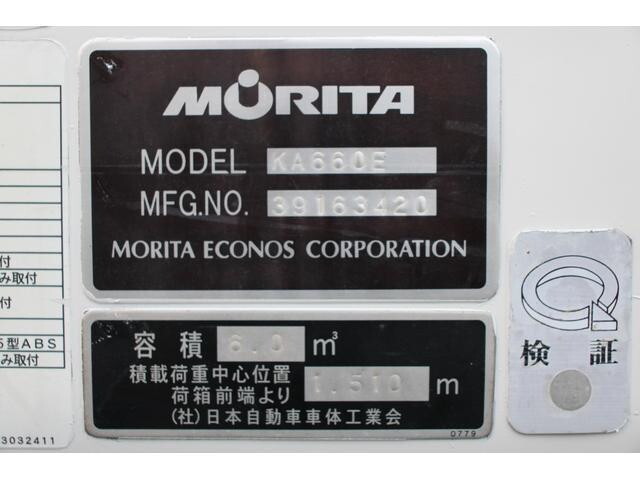 MORITA
MODEL KA660E
MFG.NO. 39163420
MORITA ECONOS CORPORATION
付
み取付
付
5型ABS
み取付
3032411
容積 6.0 m³
積載荷重中心位置
荷箱前端より 1.510 m
(社)日本自動車車体工業会
0779
検証